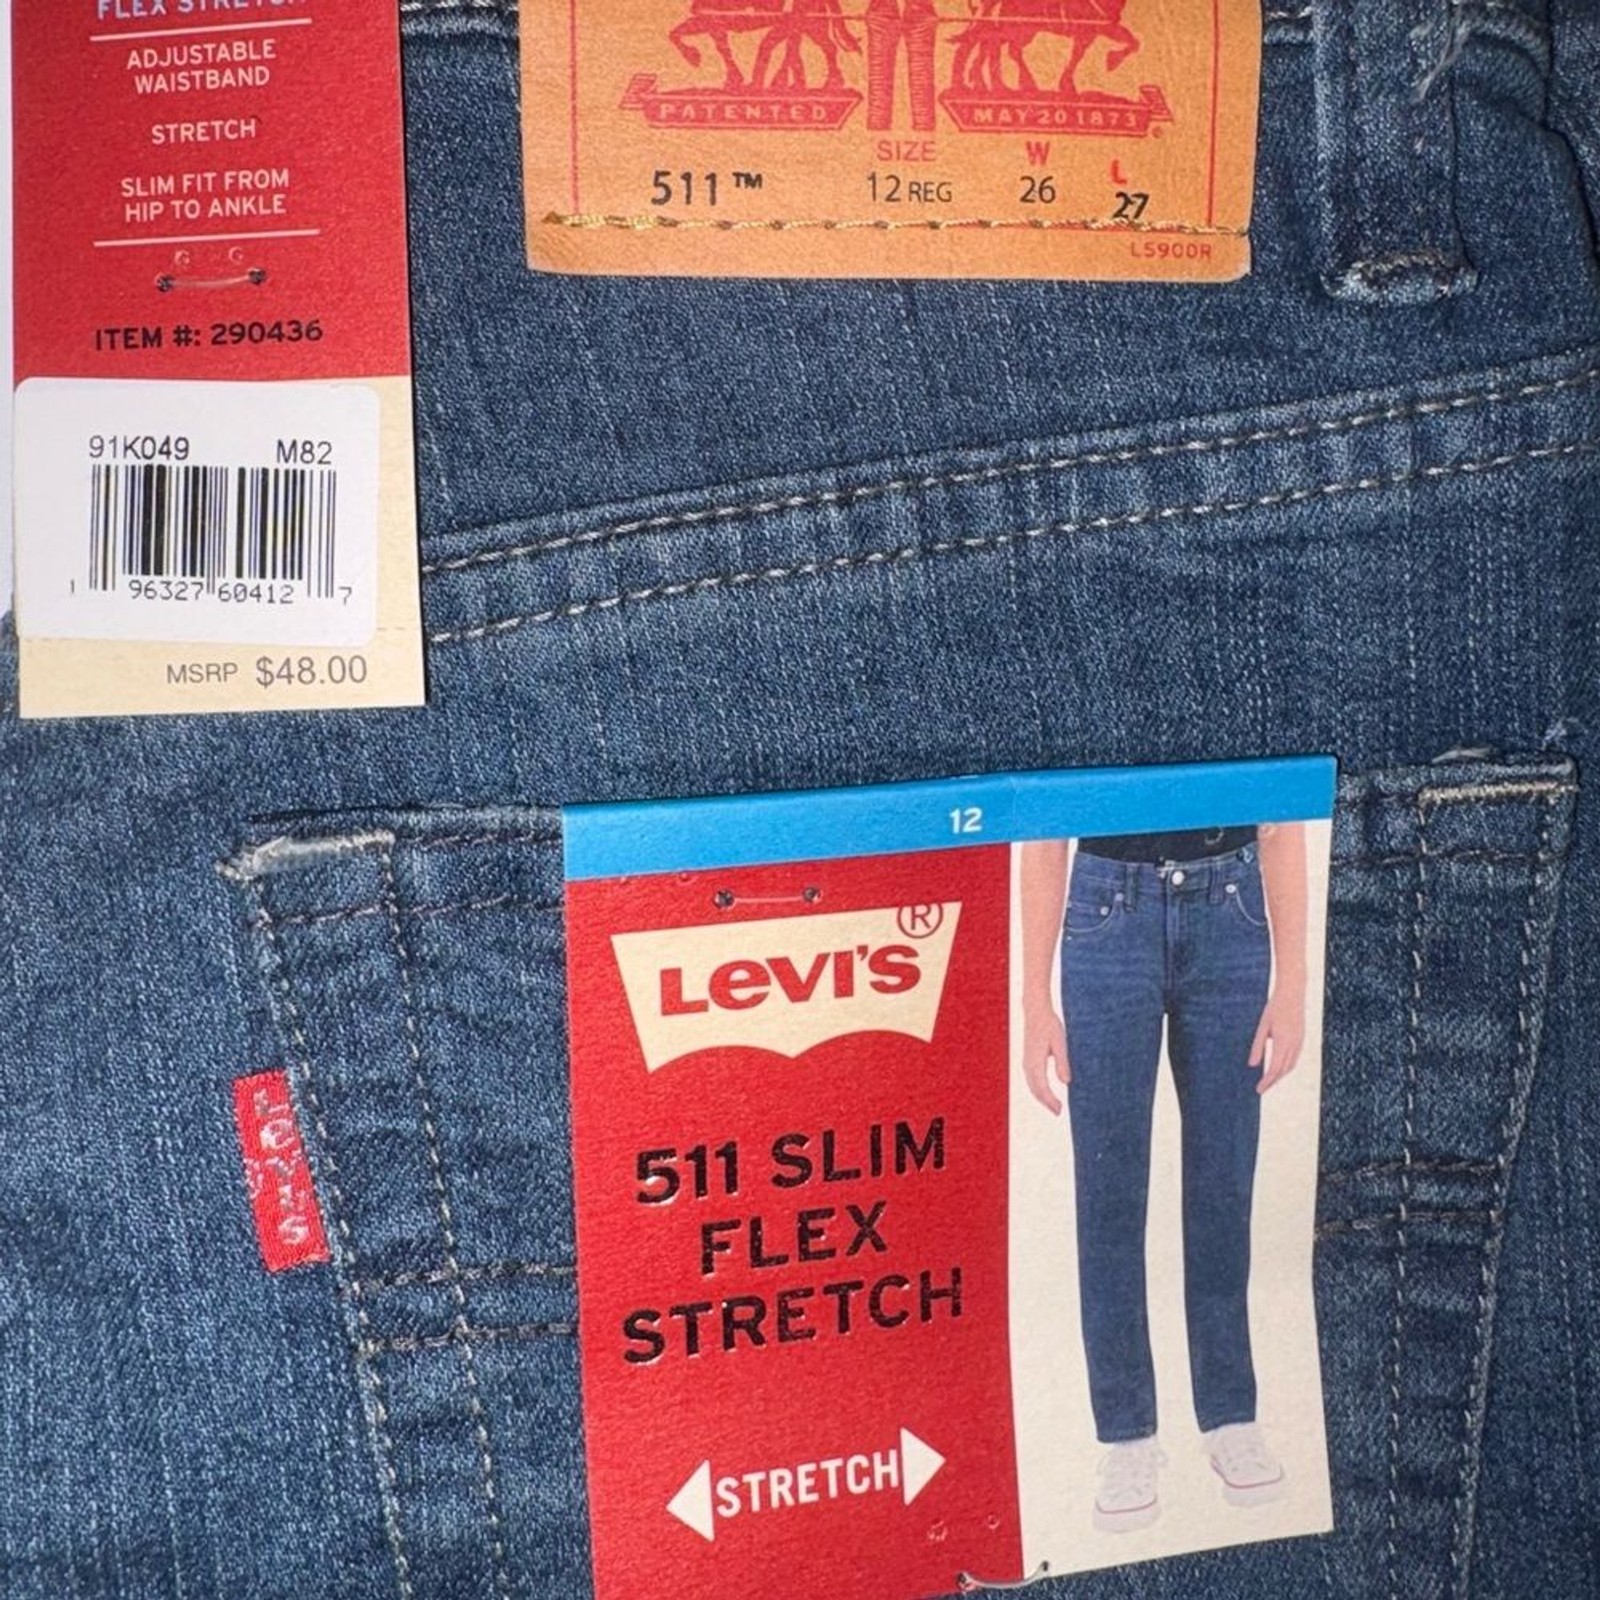 FLEX STRETCH
ADJUSTABLE
WAISTBAND
STRETCH
SLIM FIT FROM
HIP TO ANKLE
ITEM #: 290436
91K049 M82
1 96327 60412 7
MSRP $48.00
PATENTED MAY 20 1873
SIZE W L
511™ 12 REG 26 27
L5900R
12
Levi's®
511 SLIM
FLEX
STRETCH
STRETCH
LEVI'S